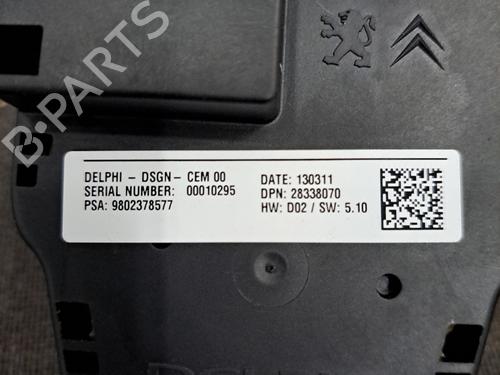 B-PARTS
DELPHI - DSGN- CEM 00
SERIAL NUMBER: 00010295
PSA: 9802378577
DATE: 130311
DPN: 28338070
HW: D02 / SW: 5.10